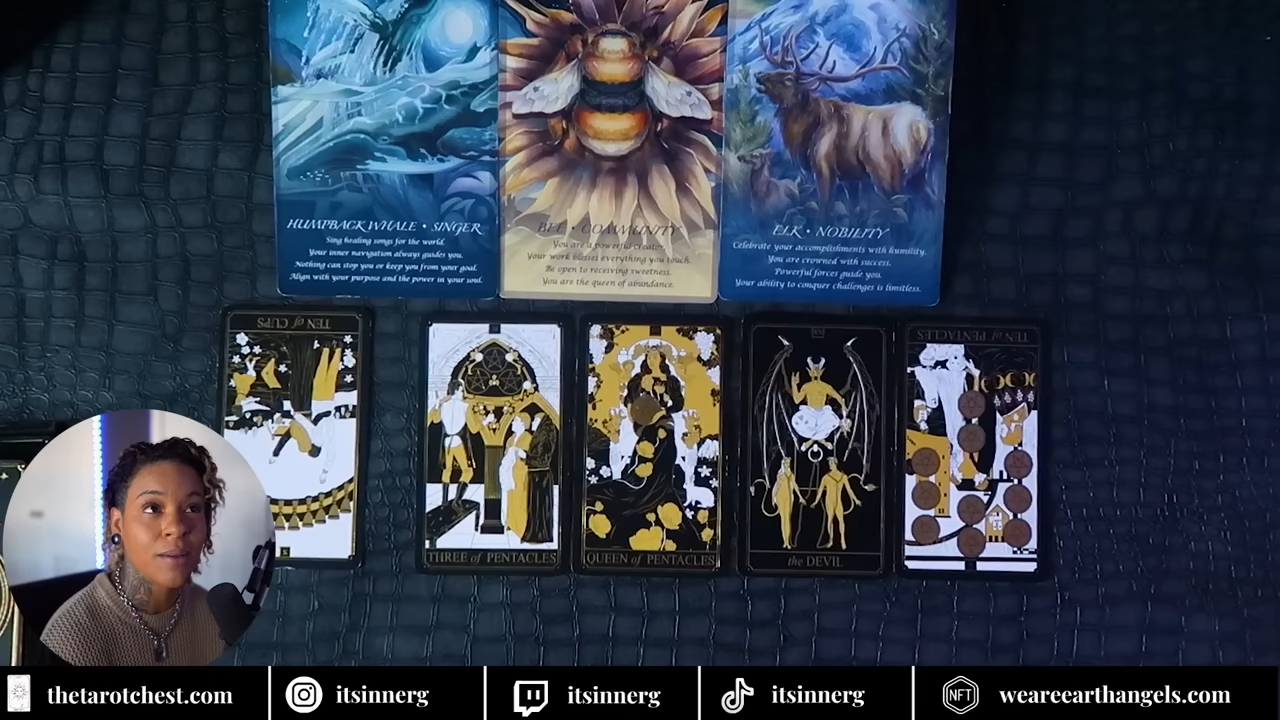 HUMPBACK WHALE • SINGER
Sing healing songs for the world.
Your inner navigation always guides you.
Nothing can stop you or keep you from your goal.
Align with your purpose and the power in your soul.
BEE • COMMUNITY
You are a powerful creator.
Your work blesses everything you touch.
Be open to receiving sweetness.
You are the queen of abundance.
ELK • NOBILITY
Celebrate your accomplishments with humility.
You are crowned with success.
Powerful forces guide you.
Your ability to conquer challenges is limitless.
TEN of CUPS
X
THREE of PENTACLES
QUEEN of PENTACLES
XV
the DEVIL
TEN of PENTACLES
thetarotchest.com
itsinnerg
itsinnerg
itsinnerg
NFT
weareearthangels.com